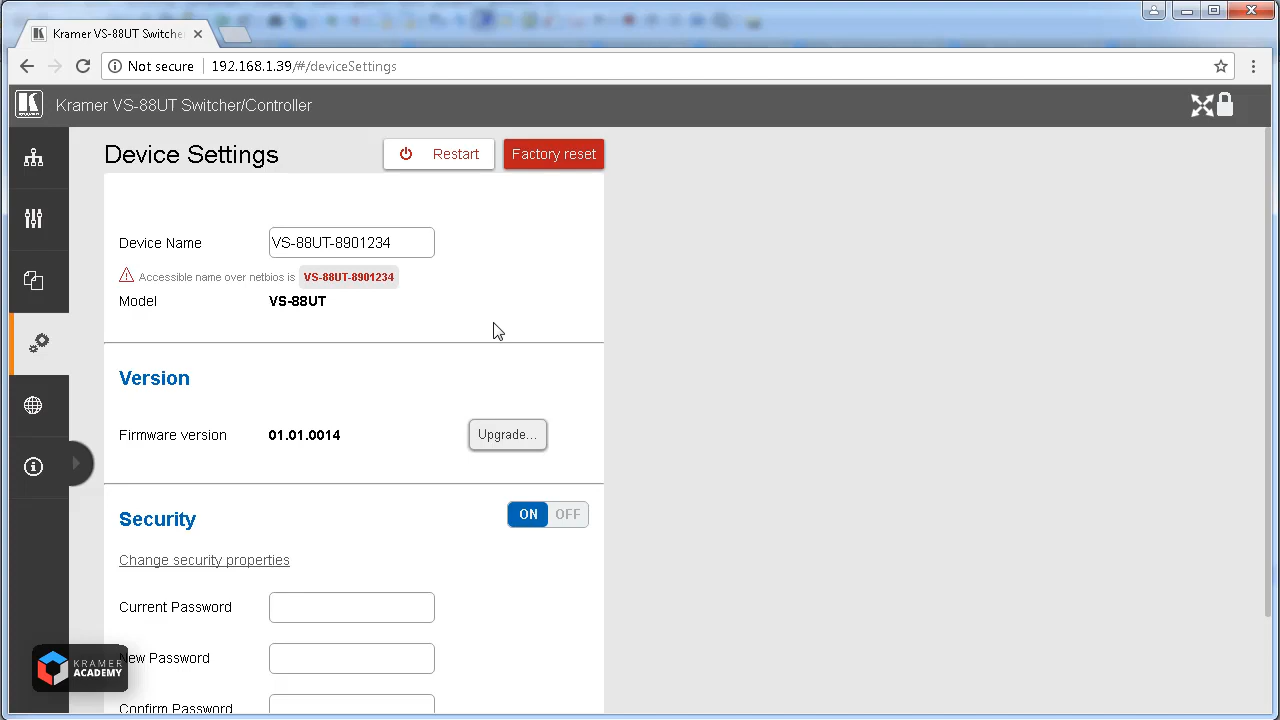 Kramer VS-88UT Switche
Not secure
192.168.1.39/#/deviceSettings
Kramer VS-88UT Switcher/Controller
Device Settings
Restart
Factory reset
Device Name
VS-88UT-8901234
Accessible name over netbios is VS-88UT-8901234
Model
VS-88UT
Version
Firmware version
01.01.0014
Upgrade...
Security
ON OFF
Change security properties
Current Password
New Password
Confirm Password
KRAMER
ACADEMY